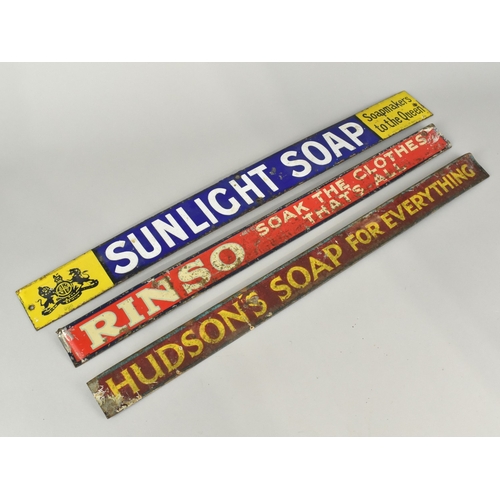 SUNLIGHT SOAP
Soapmakers
to the Queen
RINSO
SOAK THE CLOTHES
THAT'S ALL
HUDSON'S SOAP FOR EVERYTHING